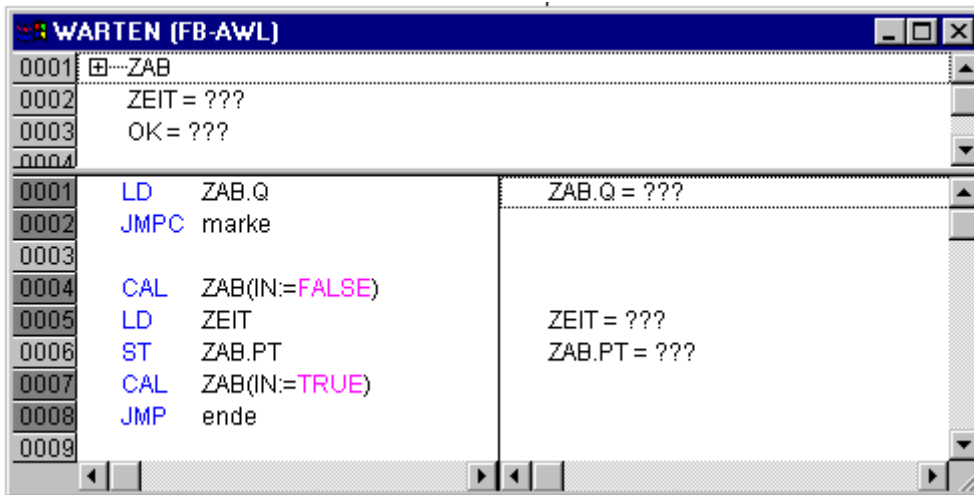 WARTEN (FB-AWL)
0001 ZAB
0002 ZEIT = ???
0003 OK = ???
0004
0001 LD ZAB.Q ZAB.Q = ???
0002 JMPC marke
0003
0004 CAL ZAB(IN:=FALSE)
0005 LD ZEIT ZEIT = ???
0006 ST ZAB.PT ZAB.PT = ???
0007 CAL ZAB(IN:=TRUE)
0008 JMP ende
0009